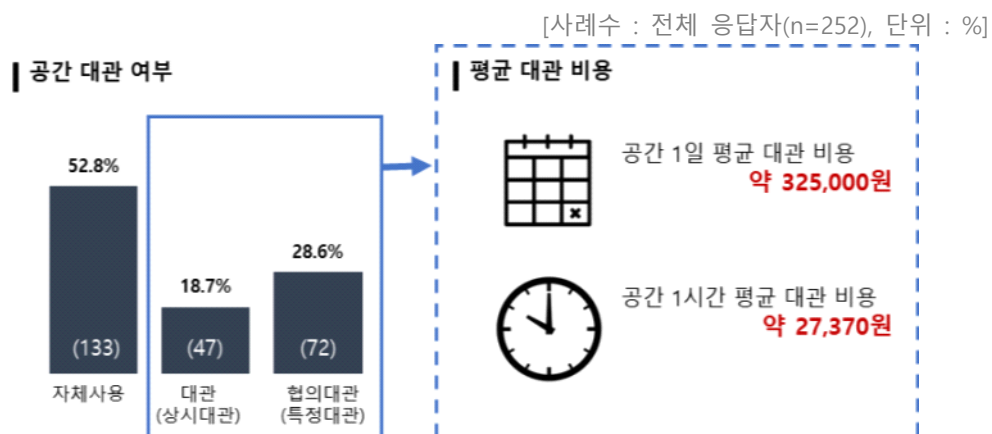 [사례수 : 전체 응답자(n=252), 단위 : %]
공간 대관 여부
52.8%
18.7%
28.6%
(133)
(47)
(72)
자체사용
대관
(상시대관)
협의대관
(특정대관)
평균 대관 비용
공간 1일 평균 대관 비용
약 325,000원
공간 1시간 평균 대관 비용
약 27,370원